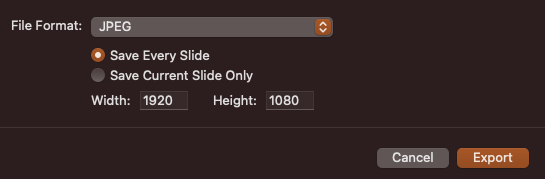 File Format: JPEG
Save Every Slide
Save Current Slide Only
Width: 1920 Height: 1080
Cancel Export